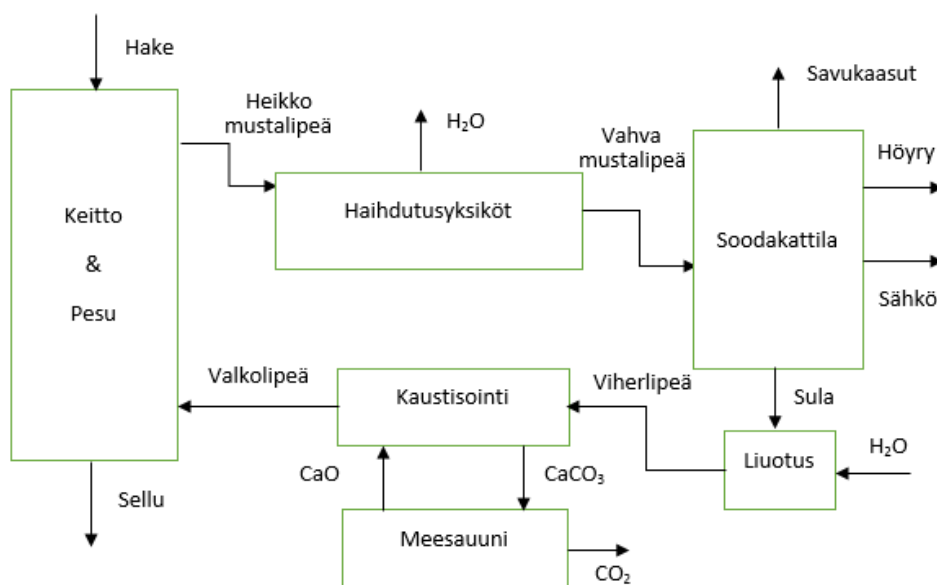 Hake
Savukaasut
Heikko
mustalipeä
H₂O
Vahva
mustalipeä
Höyry
Keitto
&
Pesu
Haihdutusyksiköt
Soodakattila
Sähkö
Valkolipeä
Kaustisointi
Viherlipeä
Sula
H₂O
Liuotus
CaO
CaCO₃
Sellu
Meesauuni
CO₂